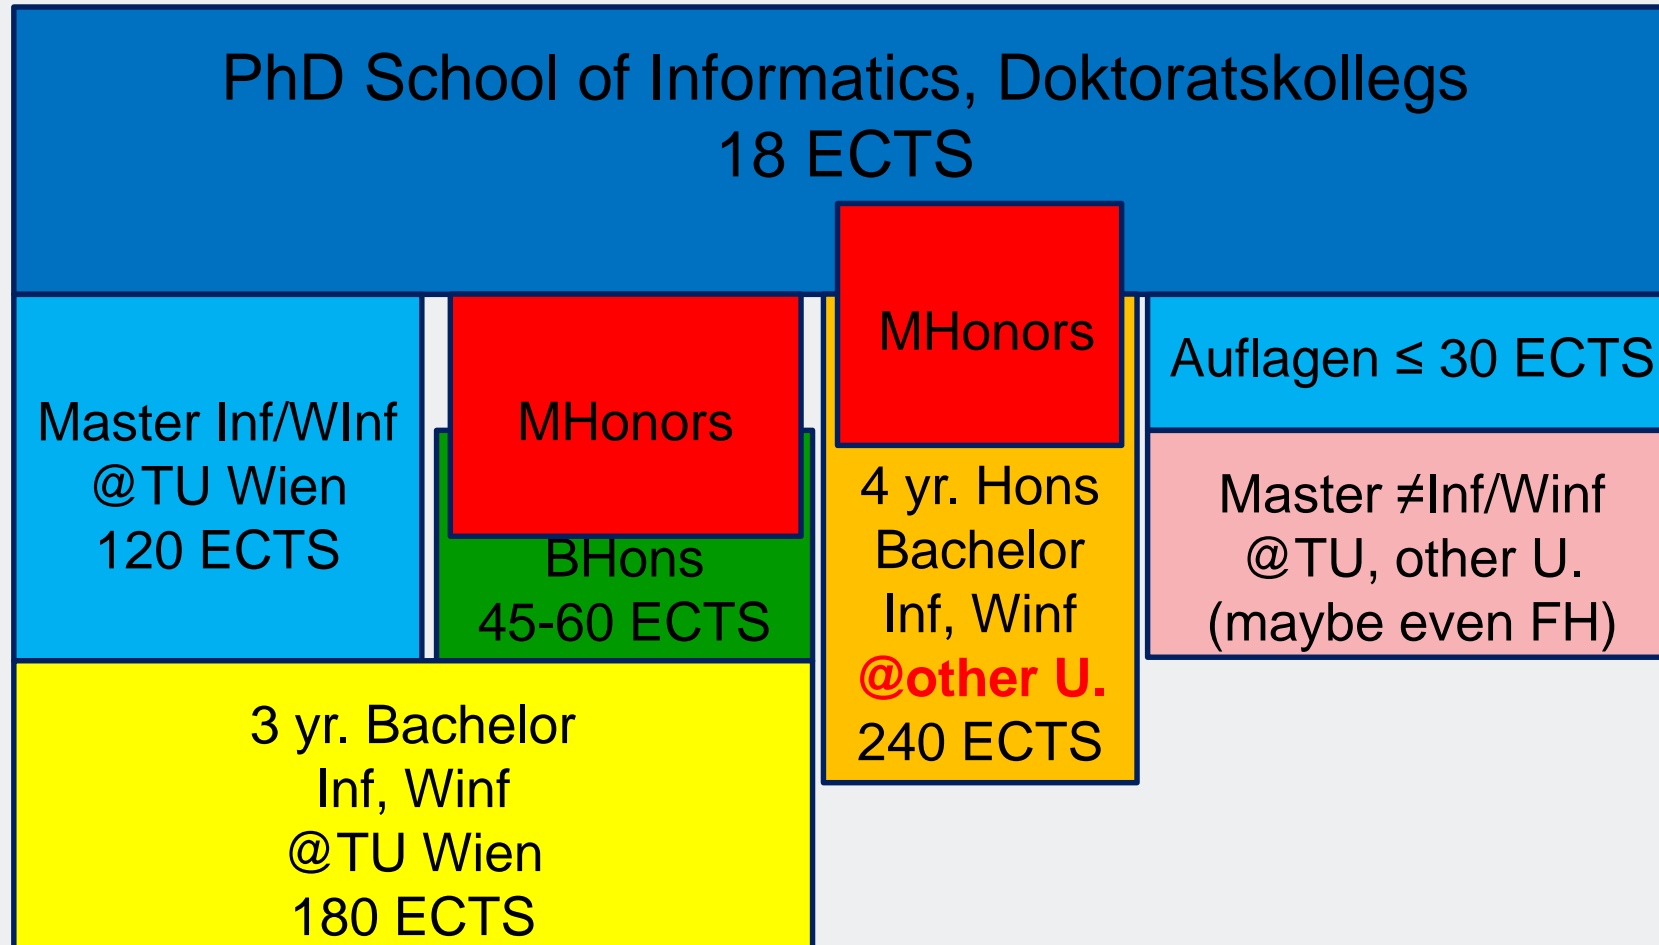 PhD School of Informatics, Doktoratskollegs
18 ECTS
Master Inf/WInf
@TU Wien
120 ECTS
MHonors
BHons
45-60 ECTS
MHonors
4 yr. Hons
Bachelor
Inf, Winf
@other U.
240 ECTS
Auflagen ≤ 30 ECTS
Master ≠Inf/Winf
@TU, other U.
(maybe even FH)
3 yr. Bachelor
Inf, Winf
@TU Wien
180 ECTS